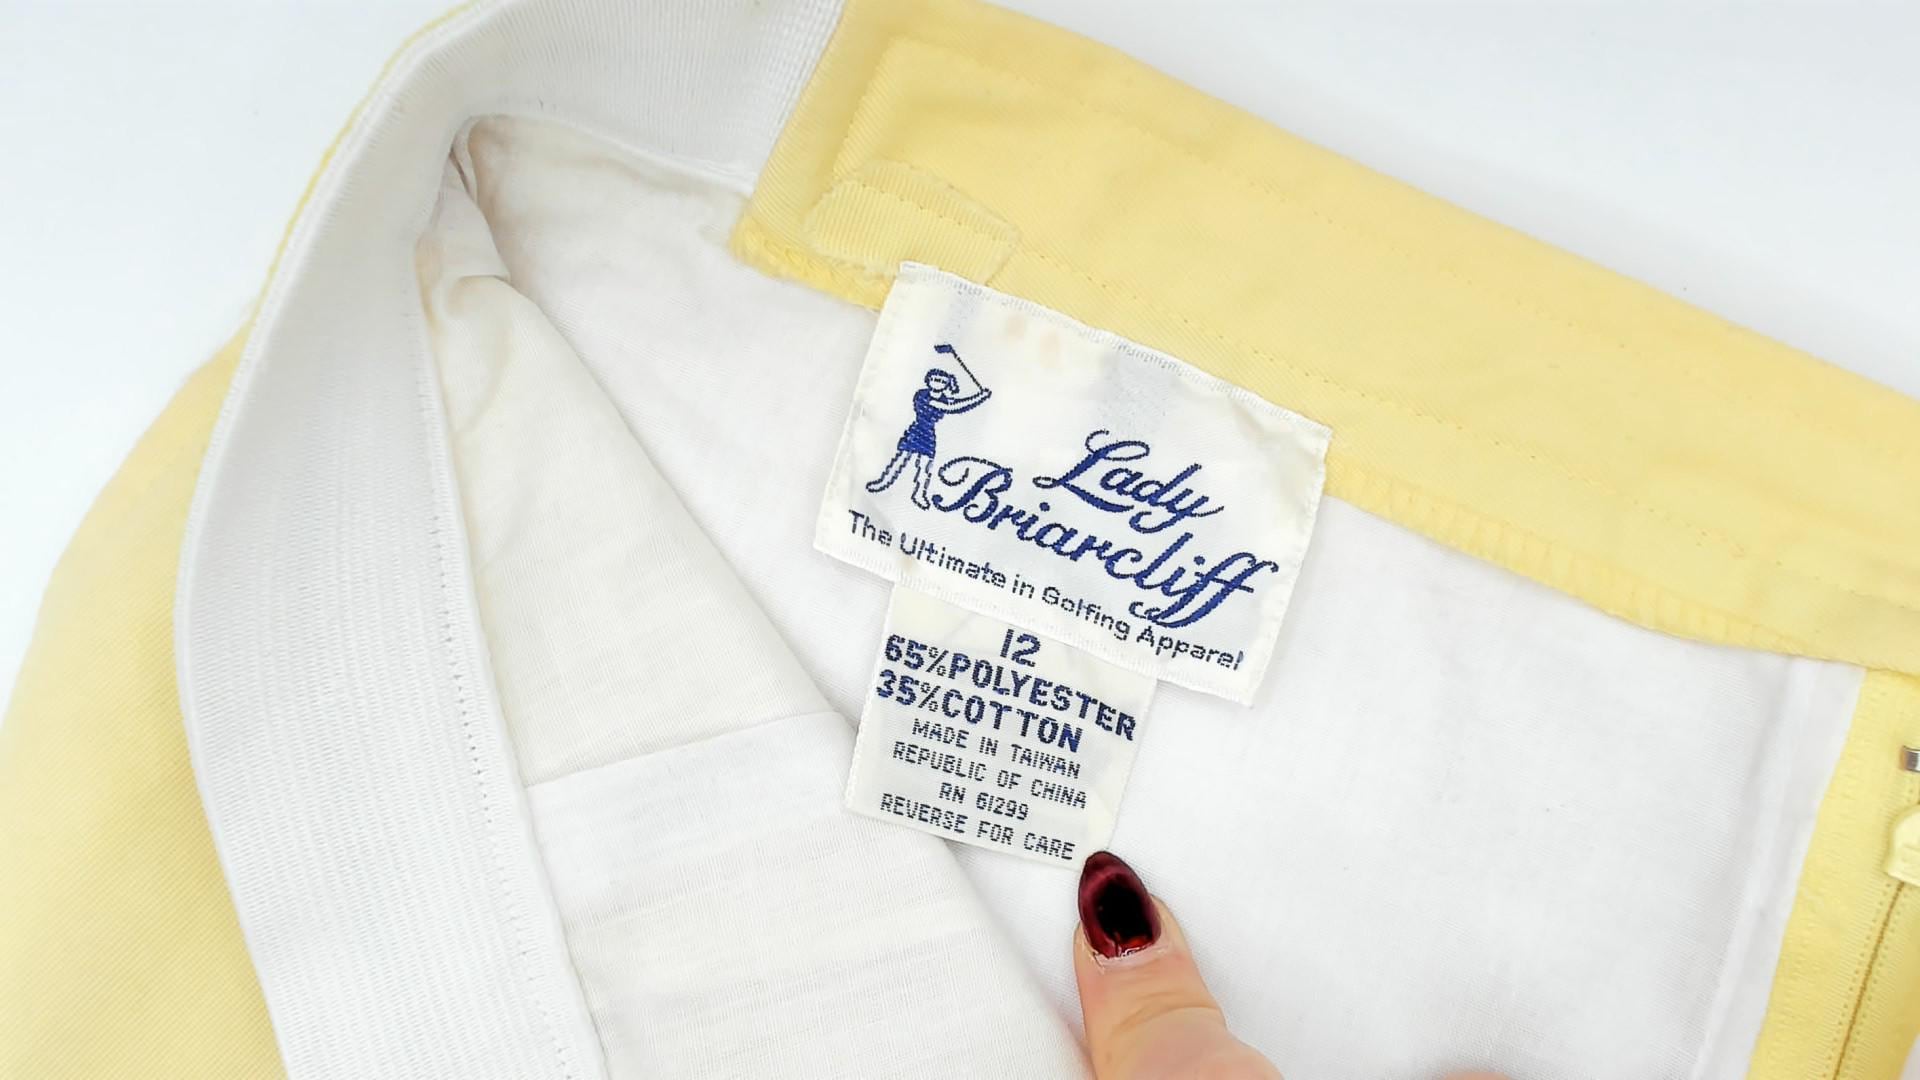 Lady
Briarcliff
The Ultimate in Golfing Apparel
12
65%POLYESTER
35%COTTON
MADE IN TAIWAN
REPUBLIC OF CHINA
RN 61299
REVERSE FOR CARE